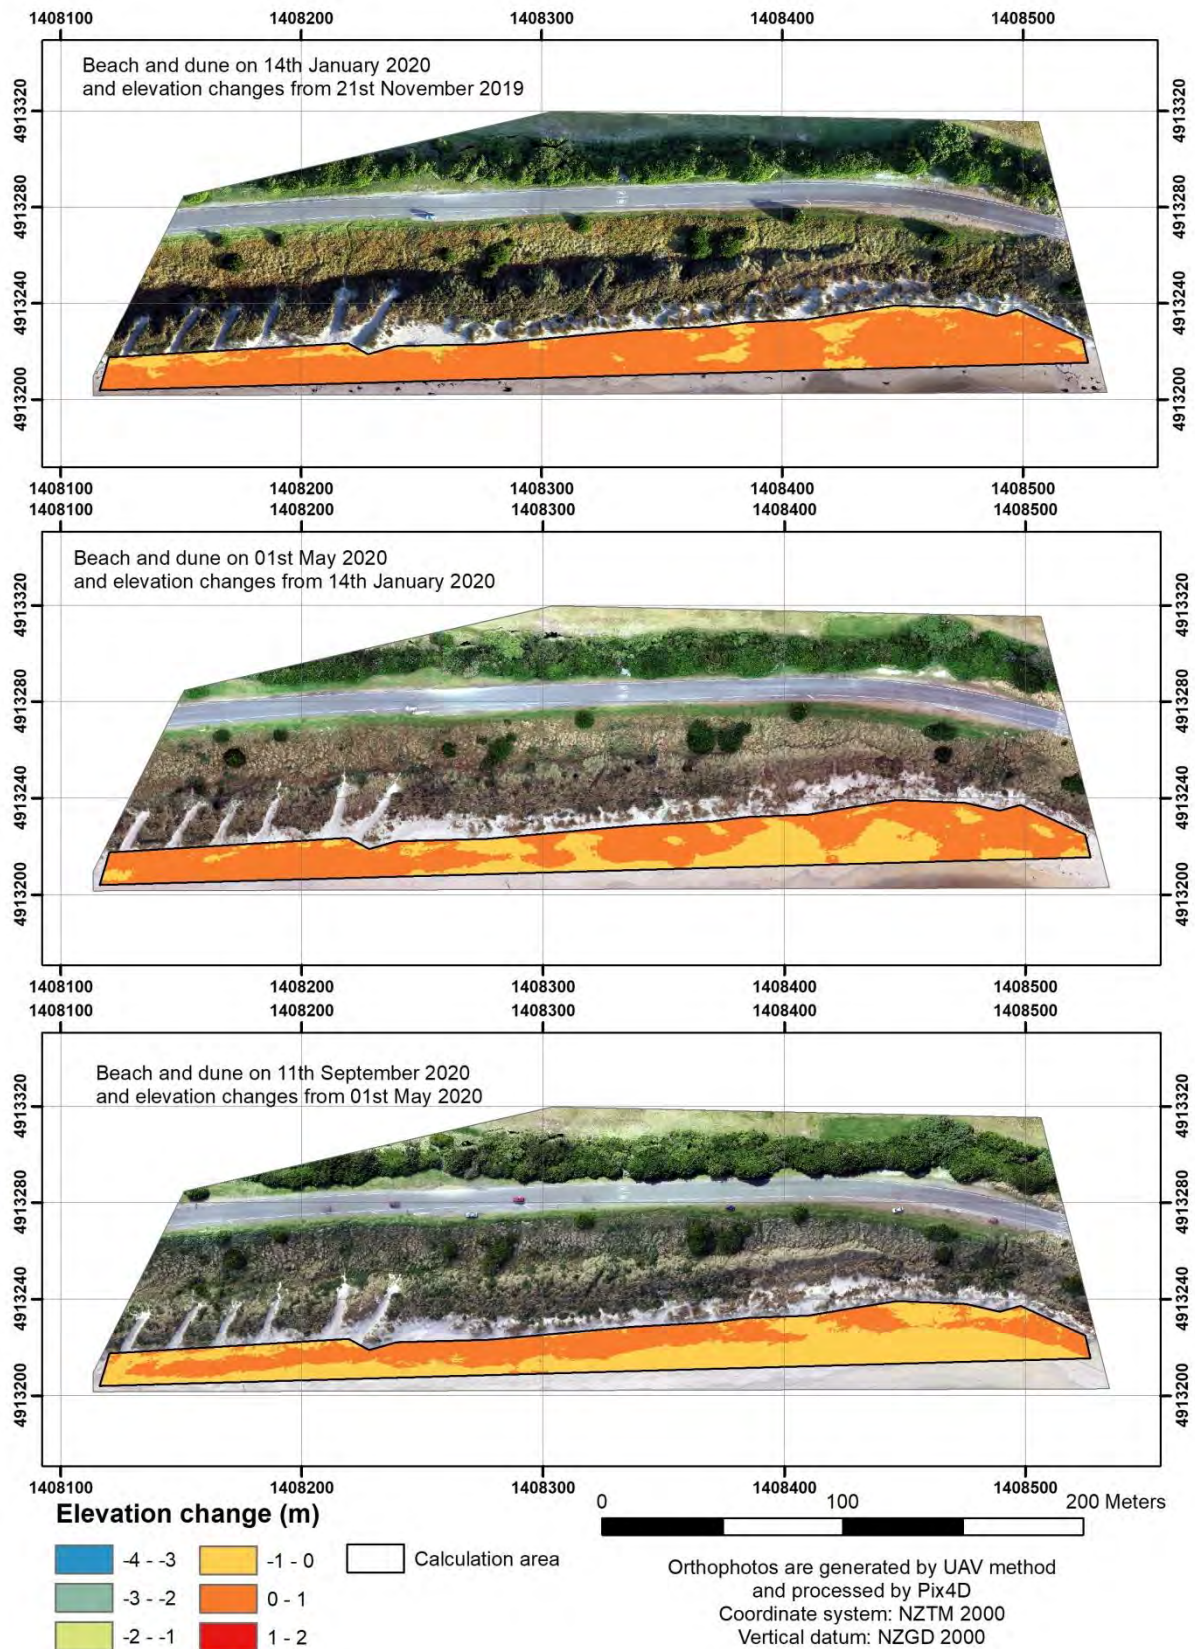 1408100 1408200 1408300 1408400 1408500
Beach and dune on 14th January 2020
and elevation changes from 21st November 2019
4913320 4913320
4913280 4913280
4913240 4913240
4913200 4913200
1408100 1408200 1408300 1408400 1408500
1408100 1408200 1408300 1408400 1408500
Beach and dune on 01st May 2020
and elevation changes from 14th January 2020
4913320 4913320
4913280 4913280
4913240 4913240
4913200 4913200
1408100 1408200 1408300 1408400 1408500
1408100 1408200 1408300 1408400 1408500
Beach and dune on 11th September 2020
and elevation changes from 01st May 2020
4913320 4913320
4913280 4913280
4913240 4913240
4913200 4913200
1408100 1408200 1408300 1408400 1408500
Elevation change (m)
-4 - -3
-3 - -2
-2 - -1
-1 - 0
0 - 1
1 - 2
Calculation area
0 100 200 Meters
Orthophotos are generated by UAV method
and processed by Pix4D
Coordinate system: NZTM 2000
Vertical datum: NZGD 2000